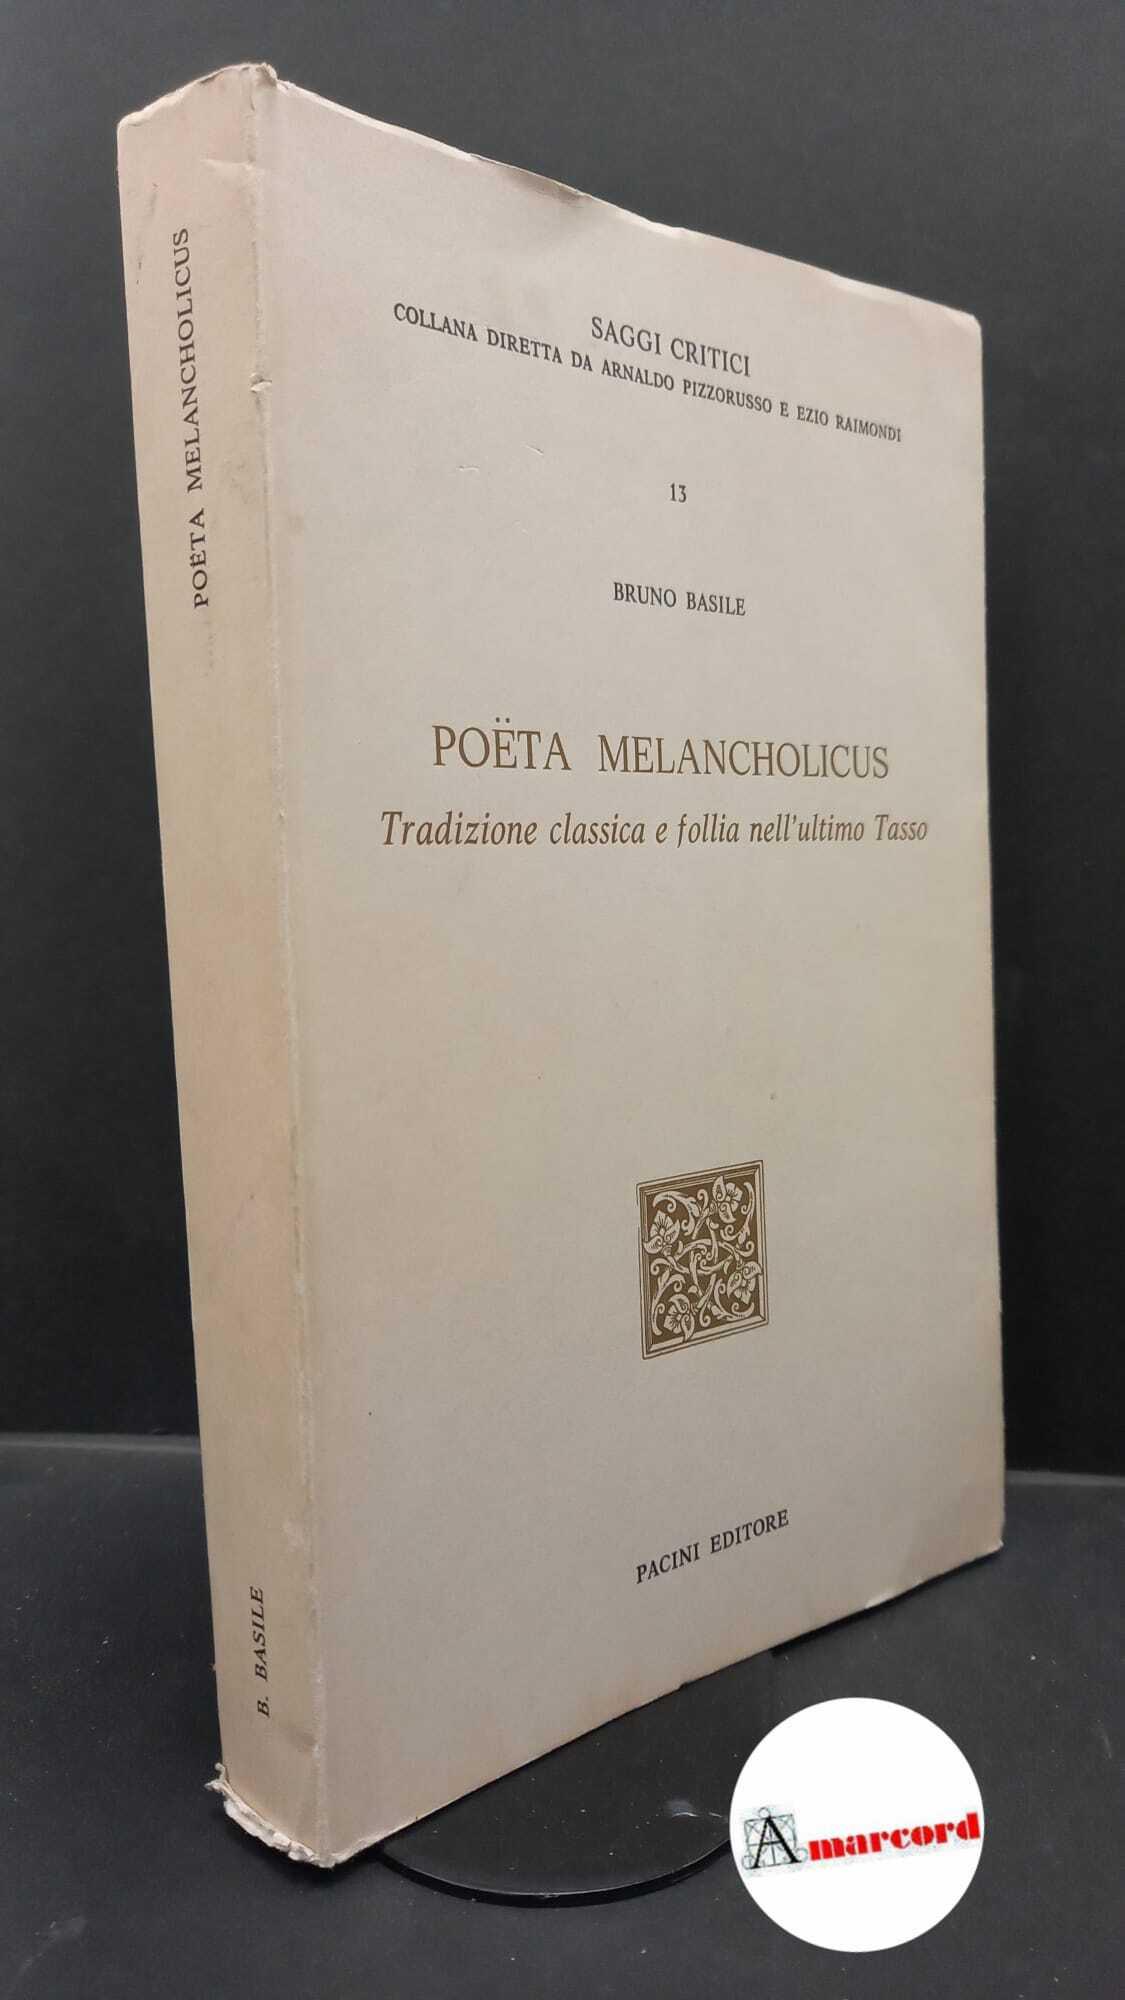 POËTA MELANCHOLICUS
B. BASILE
SAGGI CRITICI
COLLANA DIRETTA DA ARNALDO PIZZORUSSO E EZIO RAIMONDI
13
BRUNO BASILE
POËTA MELANCHOLICUS
Tradizione classica e follia nell'ultimo Tasso
PACINI EDITORE
Amarcord